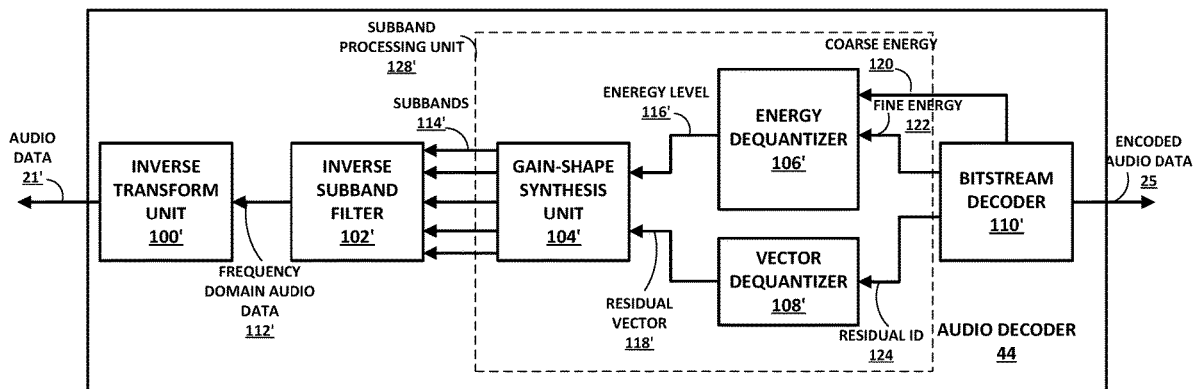 SUBBAND
PROCESSING UNIT
128'
COARSE ENERGY
120
SUBBANDS
114'
ENEREGY LEVEL
116'
ENERGY
DEQUANTIZER
106'
FINE ENERGY
122
AUDIO
DATA
21'
INVERSE
TRANSFORM
UNIT
100'
INVERSE
SUBBAND
FILTER
102'
GAIN-SHAPE
SYNTHESIS
UNIT
104'
BITSTREAM
DECODER
110'
ENCODED
AUDIO DATA
25
FREQUENCY
DOMAIN AUDIO
DATA
112'
RESIDUAL
VECTOR
118'
VECTOR
DEQUANTIZER
108'
RESIDUAL ID
124
AUDIO DECODER
44